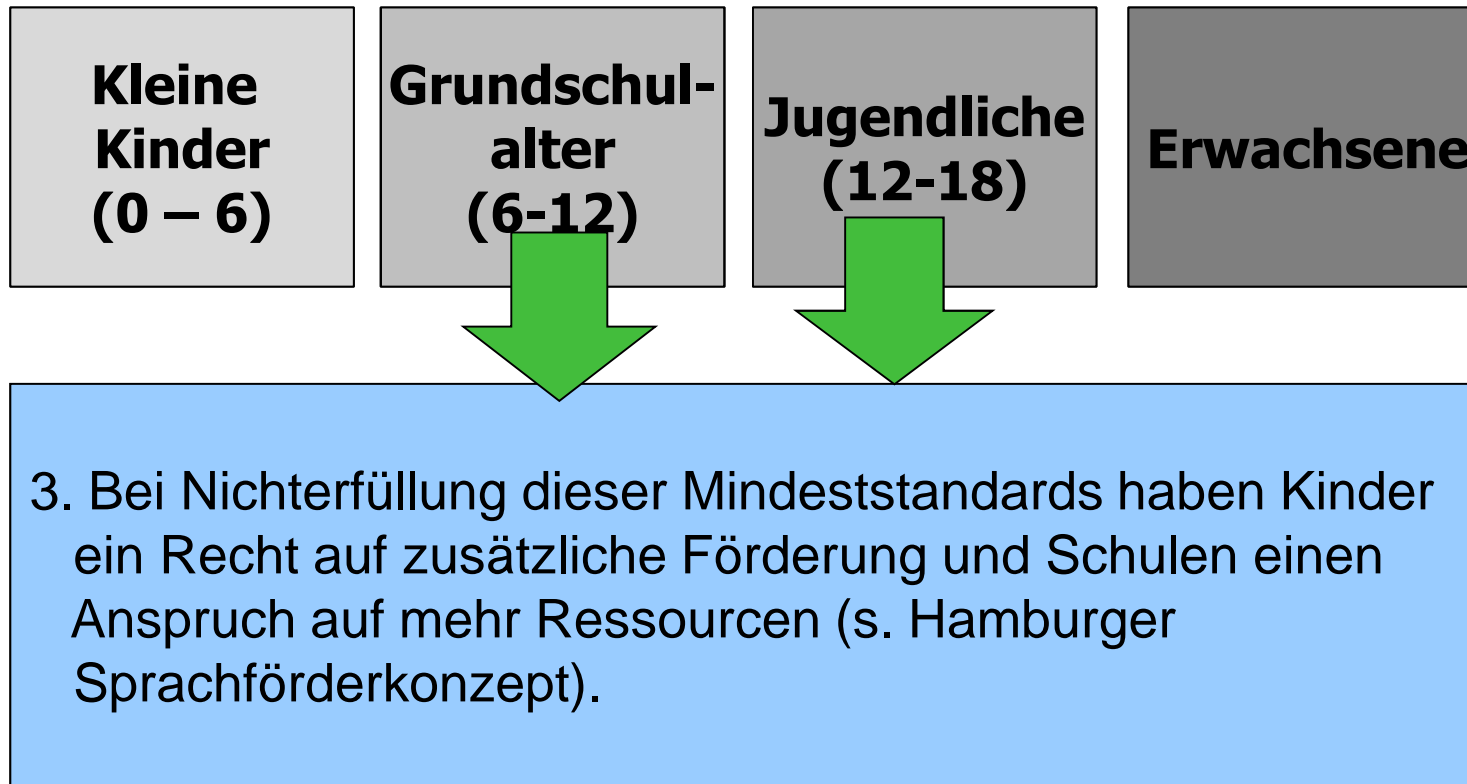 Kleine
Kinder
(0 – 6)
Grundschul-
alter
(6-12)
Jugendliche
(12-18)
Erwachsene
3. Bei Nichterfüllung dieser Mindeststandards haben Kinder
ein Recht auf zusätzliche Förderung und Schulen einen
Anspruch auf mehr Ressourcen (s. Hamburger
Sprachförderkonzept).